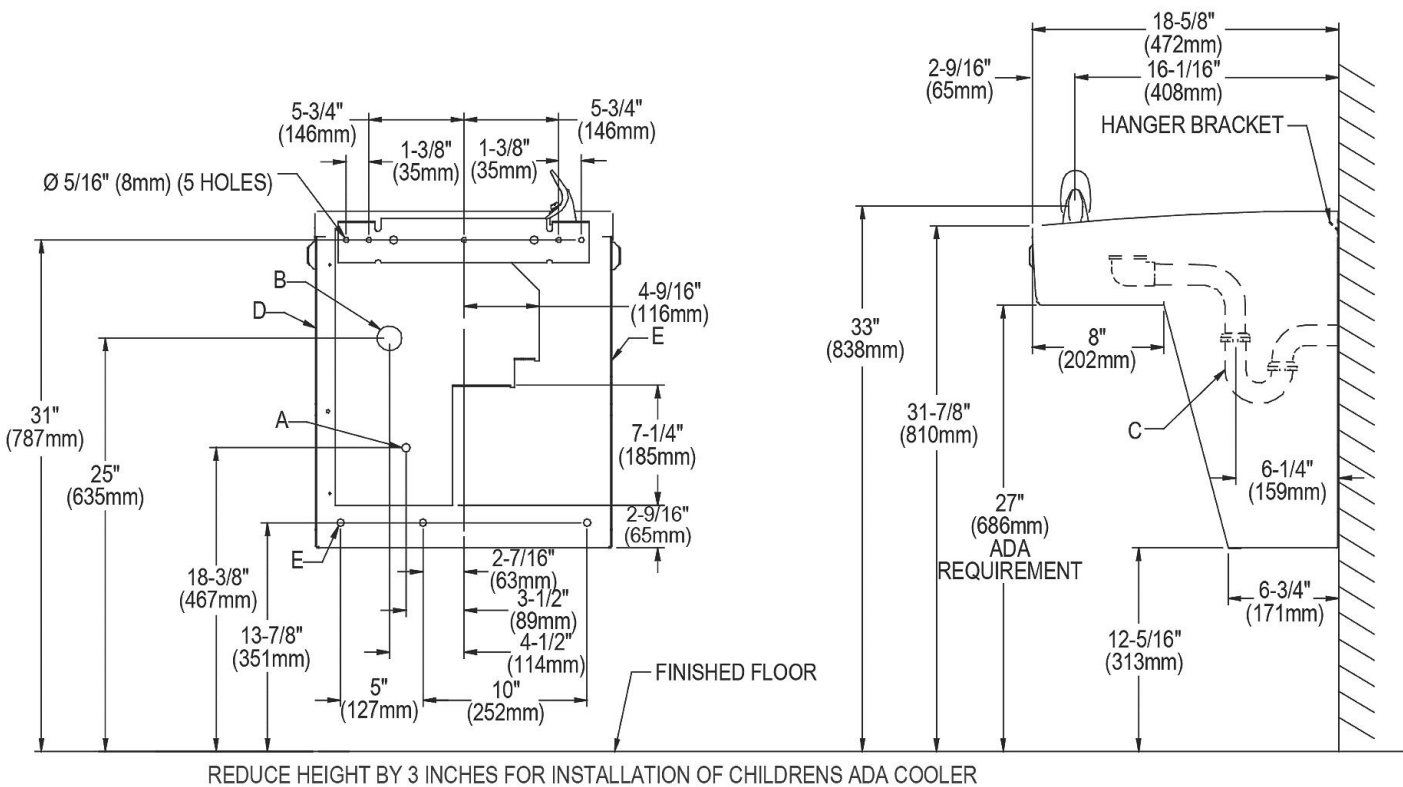 18-5/8"
(472mm)
2-9/16"
(65mm)
16-1/16"
(408mm)
HANGER BRACKET
5-3/4"
(146mm)
5-3/4"
(146mm)
1-3/8"
(35mm)
1-3/8"
(35mm)
Ø 5/16" (8mm) (5 HOLES)
B
D
4-9/16"
(116mm)
E
A
31"
(787mm)
7-1/4"
(185mm)
25"
(635mm)
2-9/16"
(65mm)
E
2-7/16"
(63mm)
18-3/8"
(467mm)
3-1/2"
(89mm)
13-7/8"
(351mm)
4-1/2"
(114mm)
5"
(127mm)
10"
(252mm)
FINISHED FLOOR
33"
(838mm)
8"
(202mm)
31-7/8"
(810mm)
C
6-1/4"
(159mm)
27"
(686mm)
ADA
REQUIREMENT
6-3/4"
(171mm)
12-5/16"
(313mm)
REDUCE HEIGHT BY 3 INCHES FOR INSTALLATION OF CHILDRENS ADA COOLER